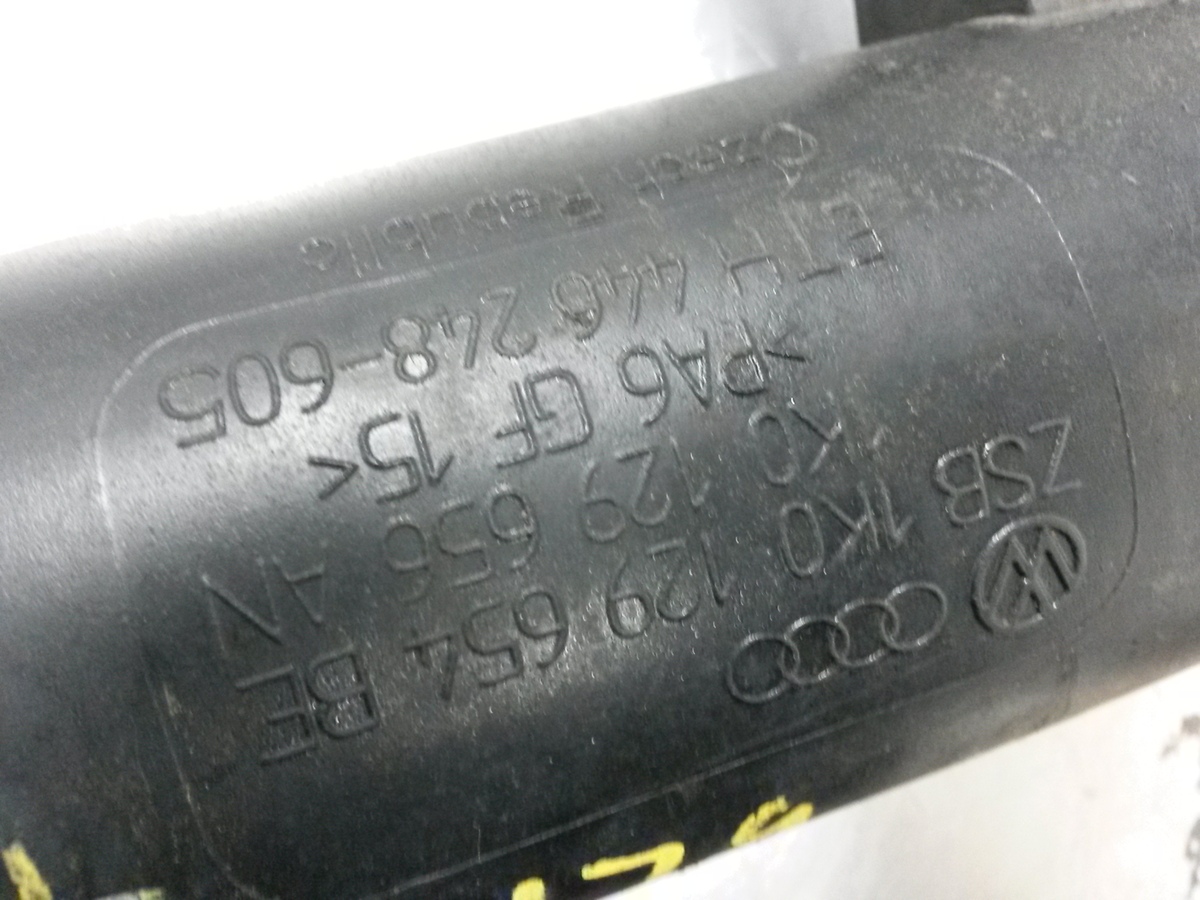 ZSB 1K0 129 654 BE
1K0 129 656 AN
>PA6 GF 15<
ETH 446 248-605
Czech Republic